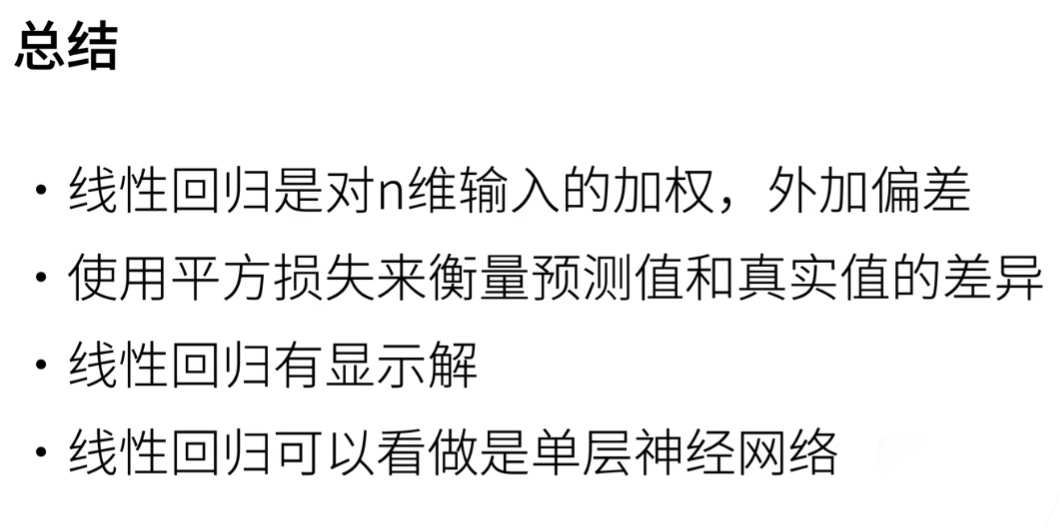 总结
• 线性回归是对n维输入的加权，外加偏差
• 使用平方损失来衡量预测值和真实值的差异
• 线性回归有显示解
• 线性回归可以看做是单层神经网络